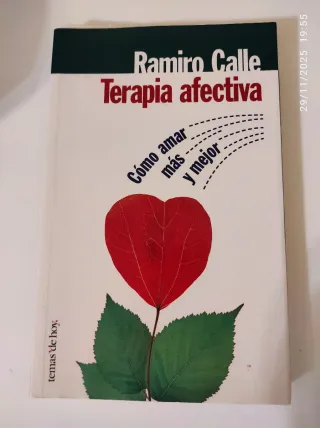 Ramiro Calle
Terapia afectiva
Cómo amar
más
y mejor
temas'de hoy.
29/11/2025 19:55